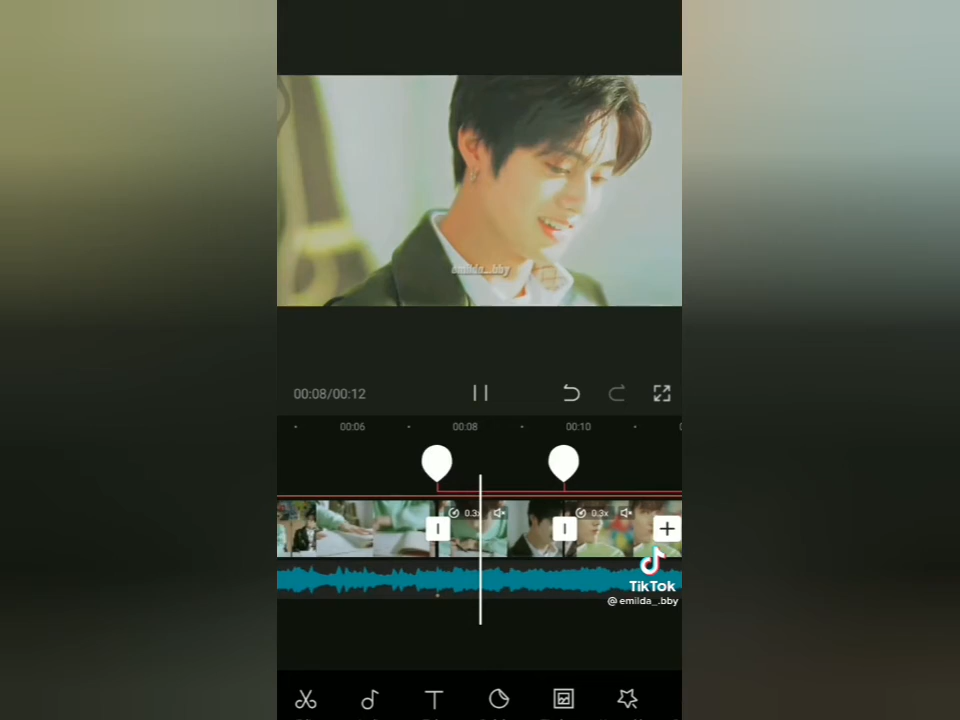 emilda_.bby
00:08/00:12
00:06
00:08
00:10
0.3x
0.3x
TikTok
@emilda_.bby